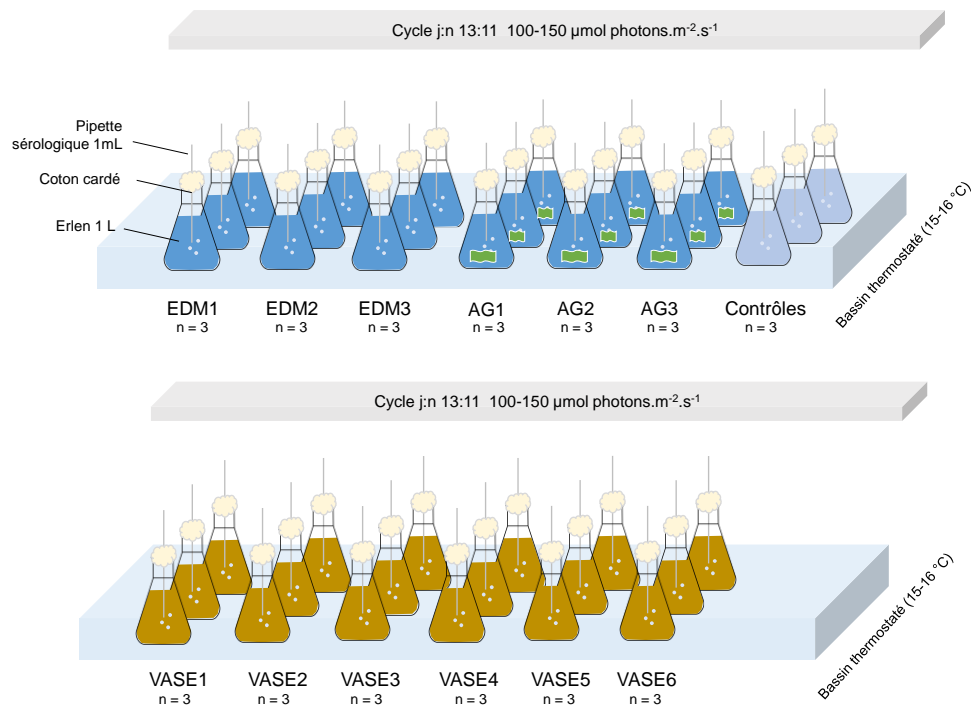 Cycle j:n 13:11 100-150 µmol photons.m⁻².s⁻¹
Pipette
sérologique 1mL
Coton cardé
Erlen 1 L
Bassin thermostaté (15-16 °C)
EDM1 EDM2 EDM3 AG1 AG2 AG3 Contrôles
n = 3 n = 3 n = 3 n = 3 n = 3 n = 3 n = 3
Cycle j:n 13:11 100-150 µmol photons.m⁻².s⁻¹
Bassin thermostaté (15-16 °C)
VASE1 VASE2 VASE3 VASE4 VASE5 VASE6
n = 3 n = 3 n = 3 n = 3 n = 3 n = 3